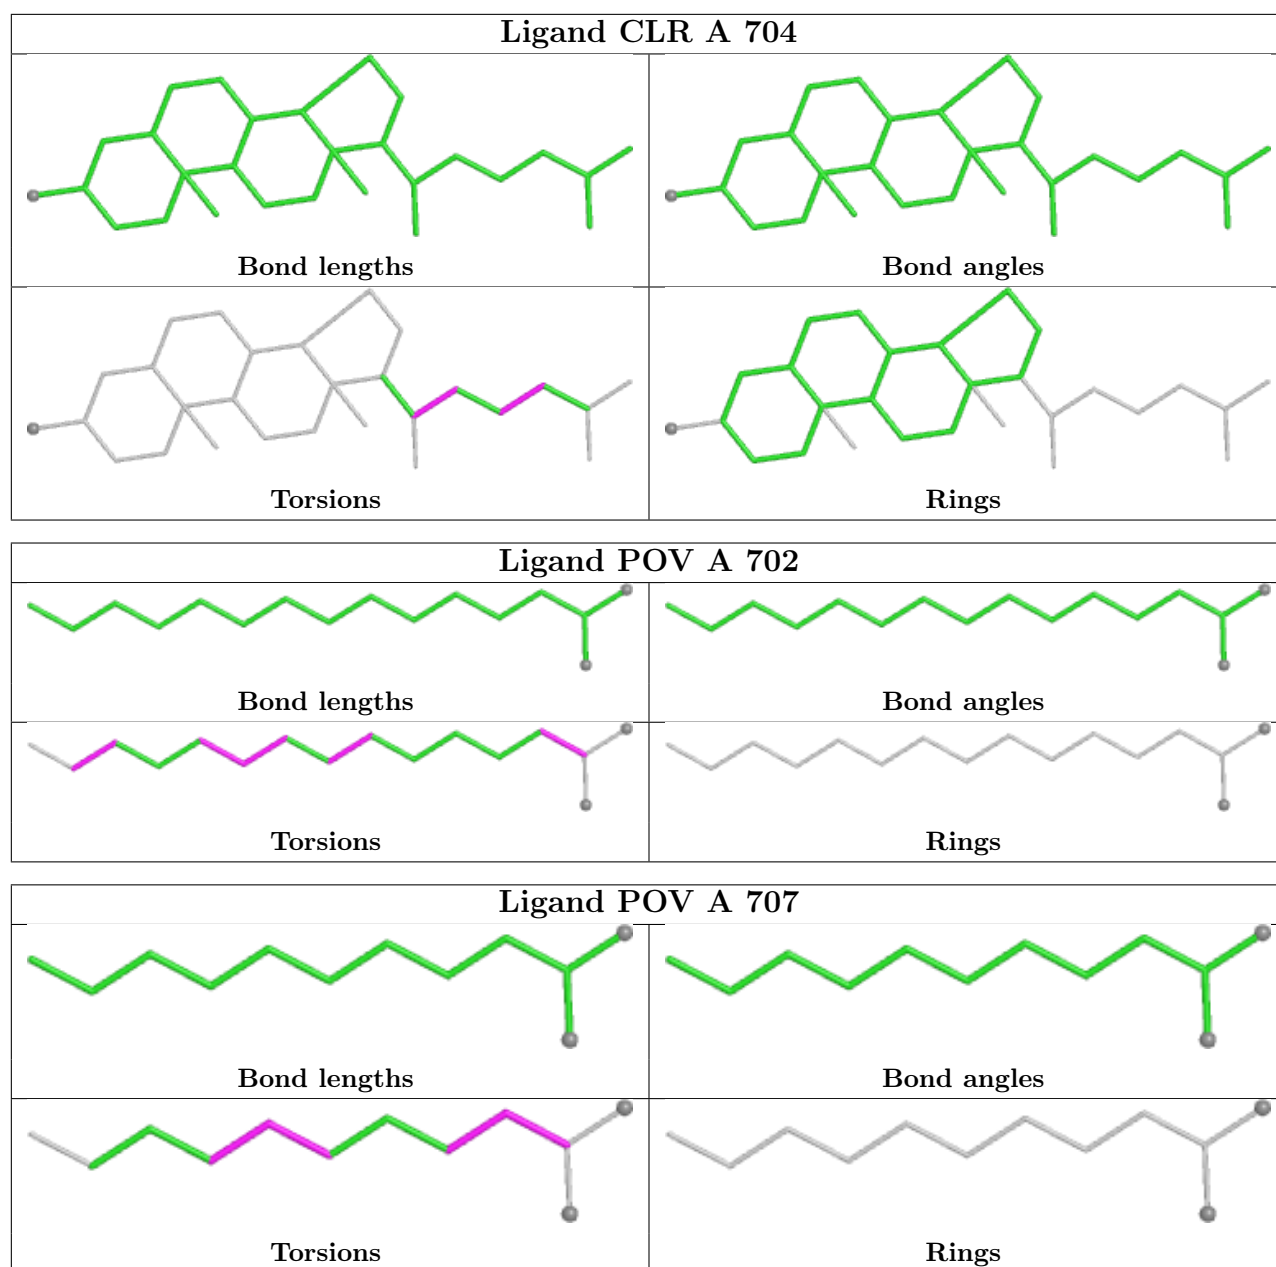 Ligand CLR A 704
Bond lengths
Bond angles
Torsions
Rings
Ligand POV A 702
Bond lengths
Bond angles
Torsions
Rings
Ligand POV A 707
Bond lengths
Bond angles
Torsions
Rings